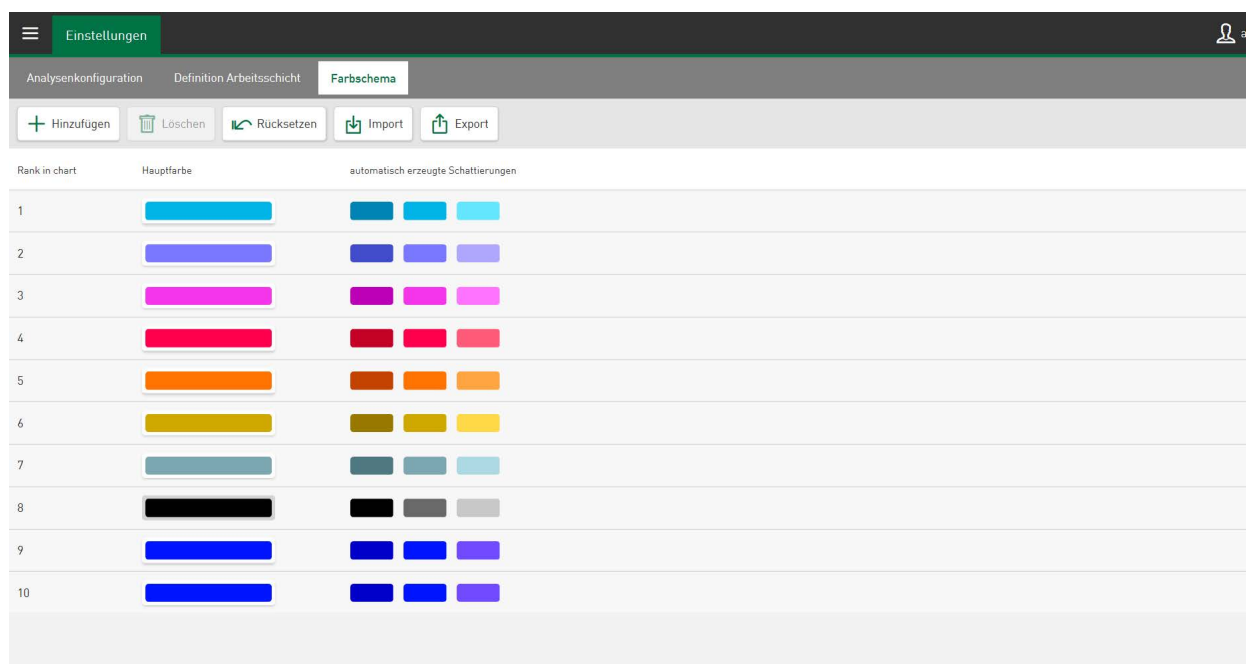 Einstellungen
Analysenkonfiguration Definition Arbeitsschicht Farbschema
Hinzufügen Löschen Rücksetzen Import Export
Rank in chart Hauptfarbe automatisch erzeugte Schattierungen
1
2
3
4
5
6
7
8
9
10